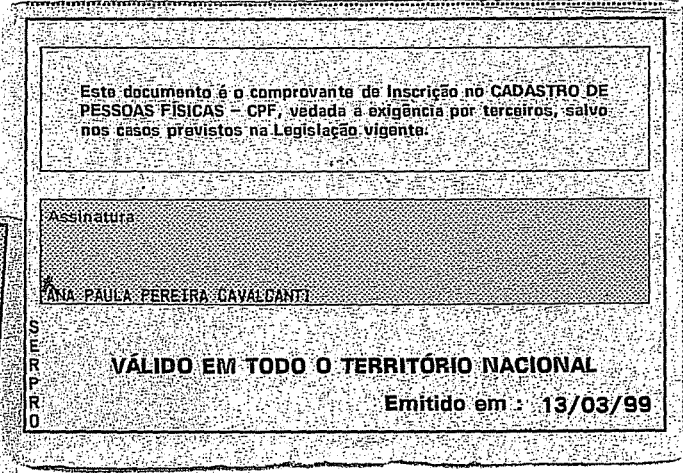 Este documento é o comprovante de Inscrição no CADASTRO DE
PESSOAS FÍSICAS – CPF, vedada a exigência por terceiros, salvo
nos casos previstos na Legislação vigente.
Assinatura
ANA PAULA PEREIRA CAVALCANTI
SERPRO
VÁLIDO EM TODO O TERRITÓRIO NACIONAL
Emitido em : 13/03/99